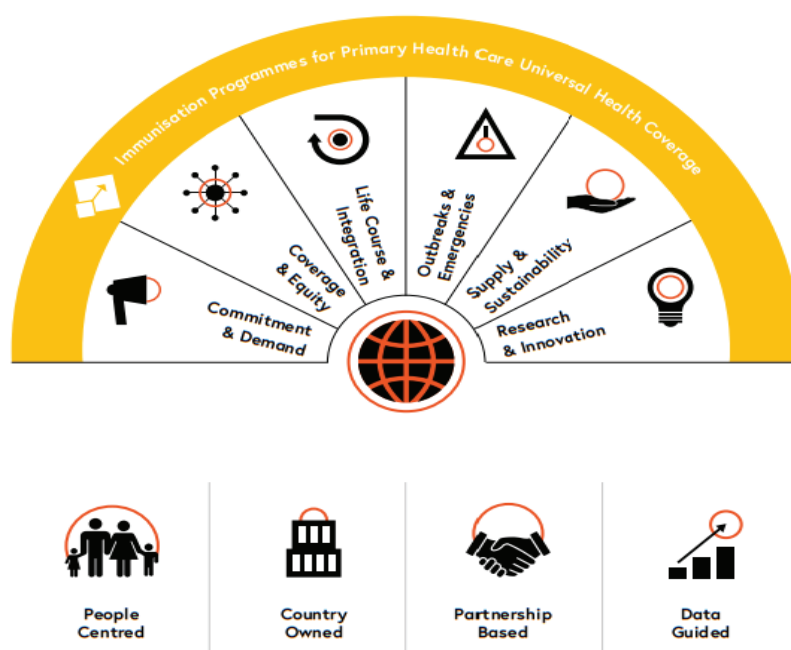 Immunisation Programmes for Primary Health Care Universal Health Coverage
Commitment
& Demand
Coverage
& Equity
Life Course &
Integration
Outbreaks &
Emergencies
Supply &
Sustainability
Research
& Innovation
People
Centred
Country
Owned
Partnership
Based
Data
Guided